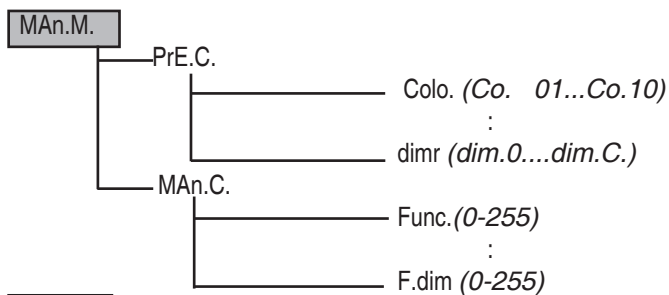 MAn.M.
PrE.C.
Colo. (Co. 01...Co.10)
:
dimr (dim.0....dim.C.)
MAn.C.
Func.(0-255)
:
F.dim (0-255)